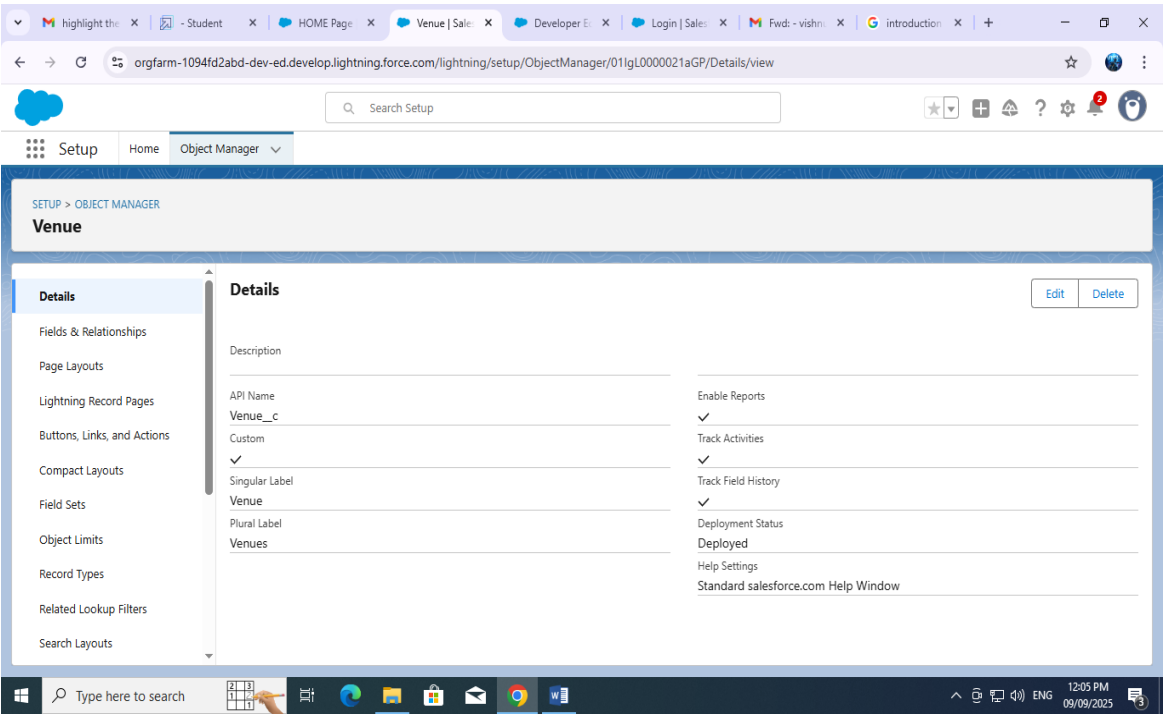 highlight the
- Student
HOME Page
Venue | Sale
Developer E
Login | Sales
Fwd: - vishn
introduction
orgfarm-1094fd2abd-dev-ed.develop.lightning.force.com/lightning/setup/ObjectManager/01IgL0000021aGP/Details/view
Search Setup
2
Setup
Home
Object Manager
SETUP > OBJECT MANAGER
Venue
Details
Fields & Relationships
Page Layouts
Lightning Record Pages
Buttons, Links, and Actions
Compact Layouts
Field Sets
Object Limits
Record Types
Related Lookup Filters
Search Layouts
Details
Edit
Delete
Description
API Name
Venue__c
Custom
Singular Label
Venue
Plural Label
Venues
Enable Reports
Track Activities
Track Field History
Deployment Status
Deployed
Help Settings
Standard salesforce.com Help Window
Type here to search
ENG
12:05 PM
09/09/2025
3